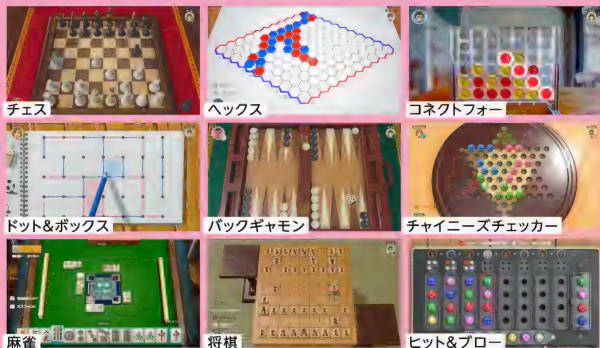 チェス
ヘックス
コネクトフォー
ドット&ボックス
バックギャモン
チャイニーズチェッカー
麻雀
将棋
ヒット&ブロー